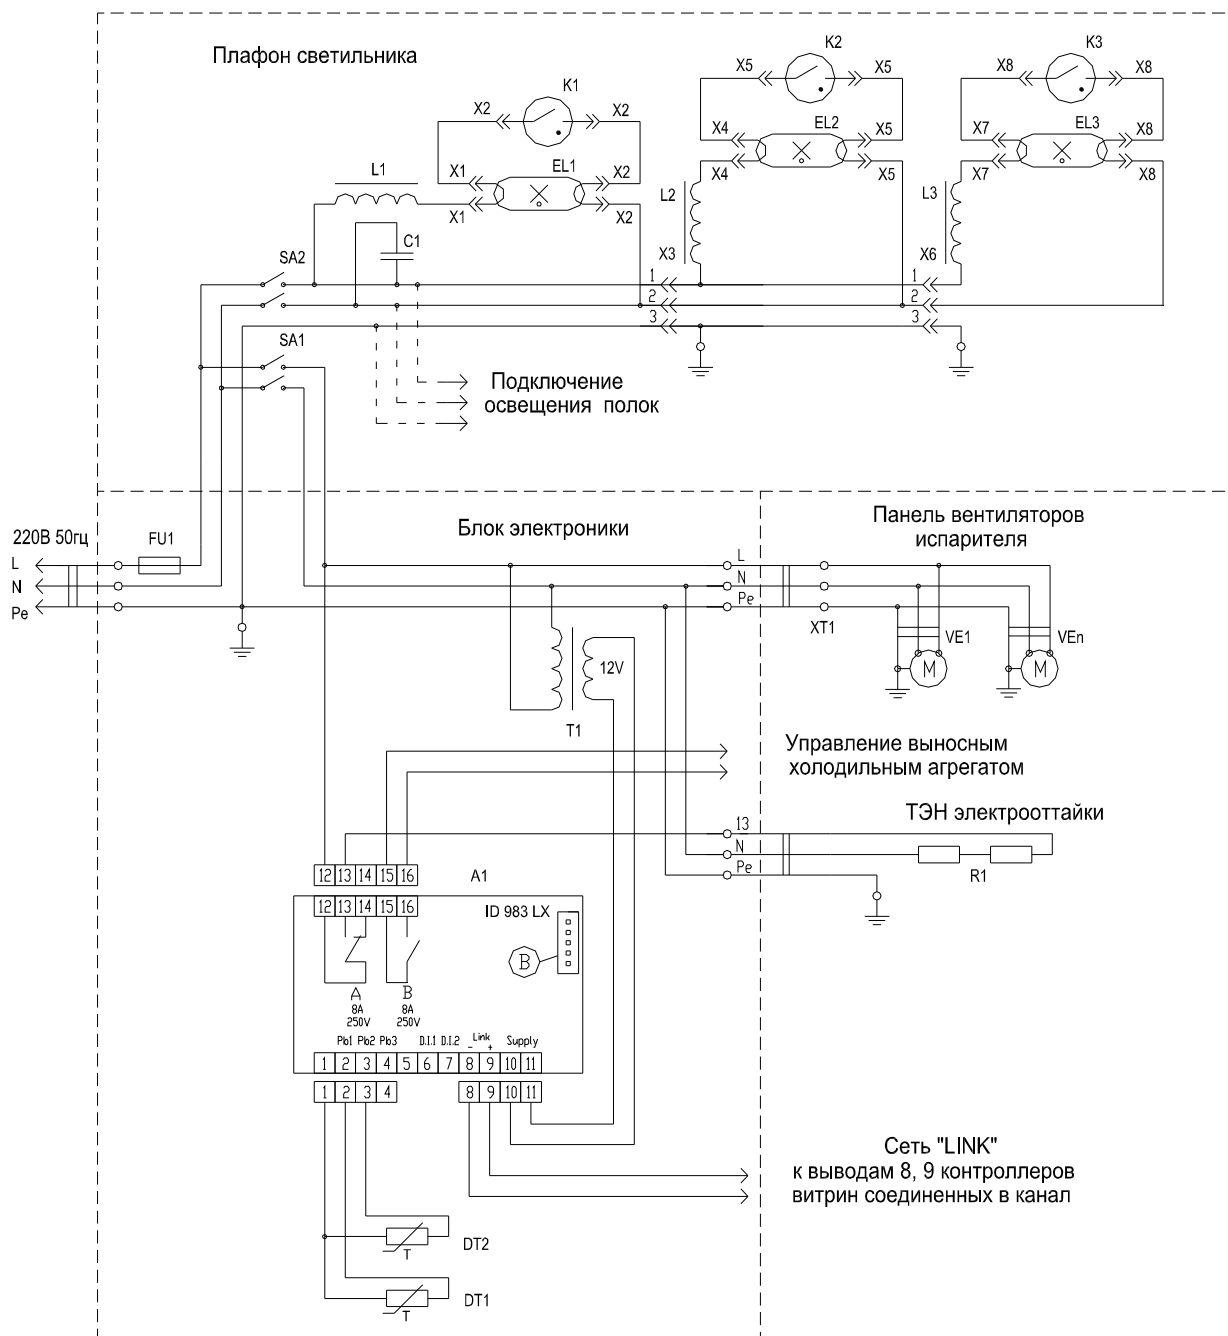 Плафон светильника
K1
K2
K3
X5
X5
X8
X8
X2
X2
X4
EL2
X5
X7
EL3
X8
L1
X1
EL1
X2
X4
X5
X7
X8
X1
X2
L2
L3
C1
X3
X6
SA2
1
1
2
2
3
3
SA1
Подключение
освещения полок
220В 50гц
FU1
Блок электроники
Панель вентиляторов
испарителя
L
L
N
N
Pe
Pe
XT1
VE1
VEn
M
M
12V
T1
Управление выносным
холодильным агрегатом
ТЭН электрооттайки
13
N
Pe
R1
12 13 14 15 16
A1
12 13 14 15 16
ID 983 LX
B
A
B
8A
8A
250V
250V
Pb1 Pb2 Pb3
D.I.1 D.I.2
Link
Supply
- +
1 2 3 4 5 6 7 8 9 10 11
1 2 3 4
8 9 10 11
Сеть "LINK"
к выводам 8, 9 контроллеров
витрин соединенных в канал
T
DT2
T
DT1